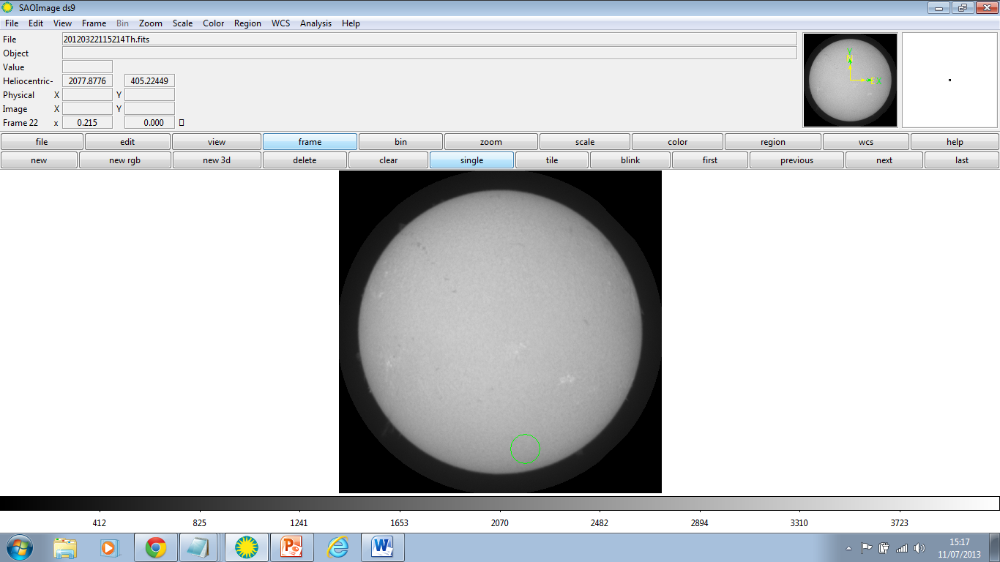 SAOImage ds9
File Edit View Frame Bin Zoom Scale Color Region WCS Analysis Help
File 20120322115214Th.fits
Object
Value
Heliocentric- 2077.8776 405.22449
Physical X Y
Image X Y
Frame 22 x 0.215 0.000
Y
N
E X
file edit view frame bin zoom scale color region wcs help
new new rgb new 3d delete clear single tile blink first previous next last
412 825 1241 1653 2070 2482 2894 3310 3723
15:17
11/07/2013